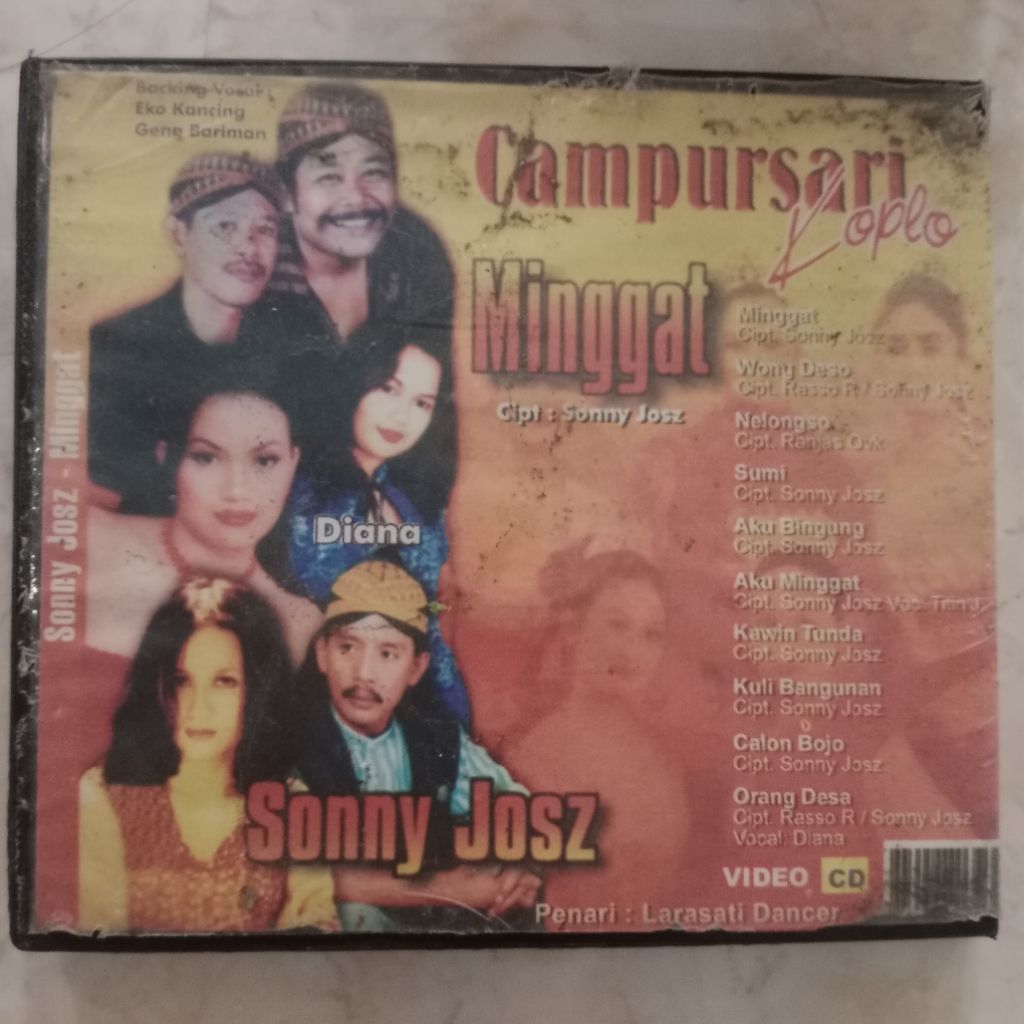 Backing Vocal :
Eko Kancing
Geng Bariman
Campursari
Koplo
Minggat
Cipt : Sonny Josz
Sonny Josz - Minggat
Diana
Sonny Josz
Minggat
Cipt. Sonny Josz
Wong Deso
Cipt. Rasso R / Sonny Josz
Nelongso
Cipt. Ranjas
Sumi
Cipt. Sonny Josz
Aku Bingung
Cipt. Sonny Josz
Aku Minggat
Cipt. Sonny Josz Voc.
Kawin Tunda
Cipt. Sonny Josz
Kuli Bangunan
Cipt. Sonny Josz
Calon Bojo
Cipt. Sonny Josz
Orang Desa
Cipt. Rasso R / Sonny Josz
Vocal: Diana
VIDEO CD
Penari : Larasati Dancer